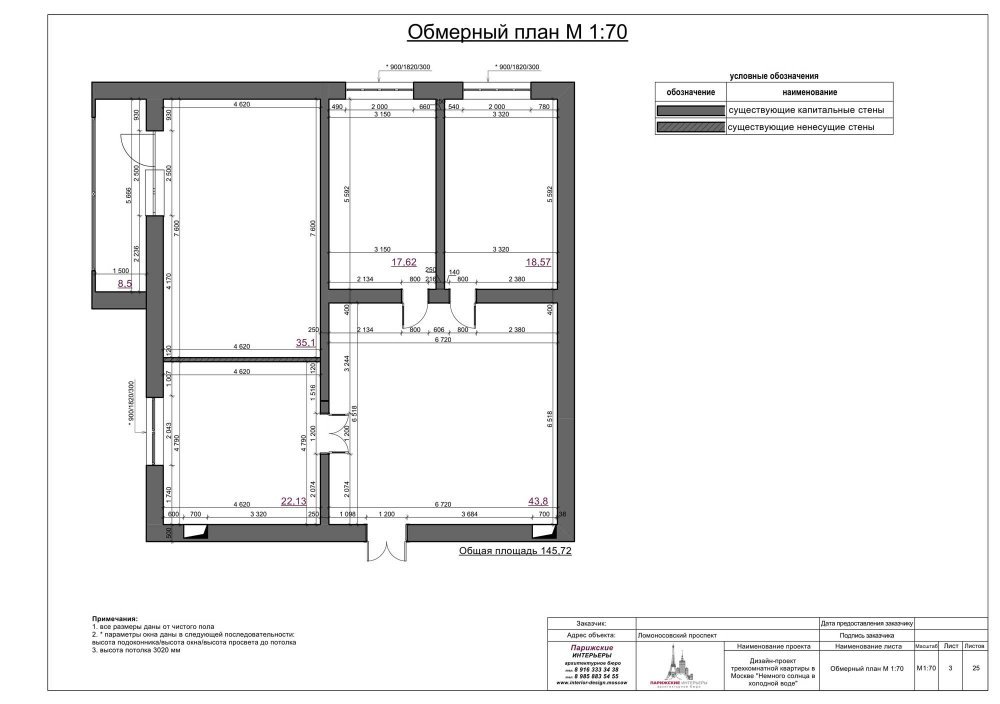 Обмерный план М 1:70
* 900/1820/300
* 900/1820/300
условные обозначения
обозначение
наименование
существующие капитальные стены
существующие ненесущие стены
4 620
490
2 000
660
250
540
2 000
780
3 150
3 320
930
930
2 500
2 500
5 666
2 236
1 500
8,5
4 170
7 600
7 600
5 592
5 592
3 150
3 320
17,62
18,57
2 134
800
216
250
140
800
2 380
400
400
250
2 134
800
606
800
2 380
4 620
35,1
6 720
120
120
4 620
1 007
1 516
3 244
6 518
6 518
* 900/1820/300
2 043
4 790
4 790
1 200
1 200
1 740
2 074
2 074
22,13
43,8
4 620
6 720
600
700
3 320
250
1 098
1 200
3 684
700
38
500
Общая площадь 145,72
Примечания:
1. все размеры даны от чистого пола
2. * параметры окна даны в следующей последовательности:
высота подоконника/высота окна/высота просвета до потолка
3. высота потолка 3020 мм
Заказчик:
Дата предоставления заказчику
Адрес объекта:
Ломоносовский проспект
Подпись заказчика
Парижские
ИНТЕРЬЕРЫ
архитектурное бюро
8 916 333 34 38
8 985 883 54 55
www.interior-design.moscow
ПАРИЖСКИЕ ИНТЕРЬЕРЫ
архитектурное бюро
Наименование проекта
Наименование листа
Масштаб
Лист
Листов
Дизайн-проект
трехкомнатной квартиры в
Москве "Немного солнца в
холодной воде"
Обмерный план М 1:70
М1:70
3
25